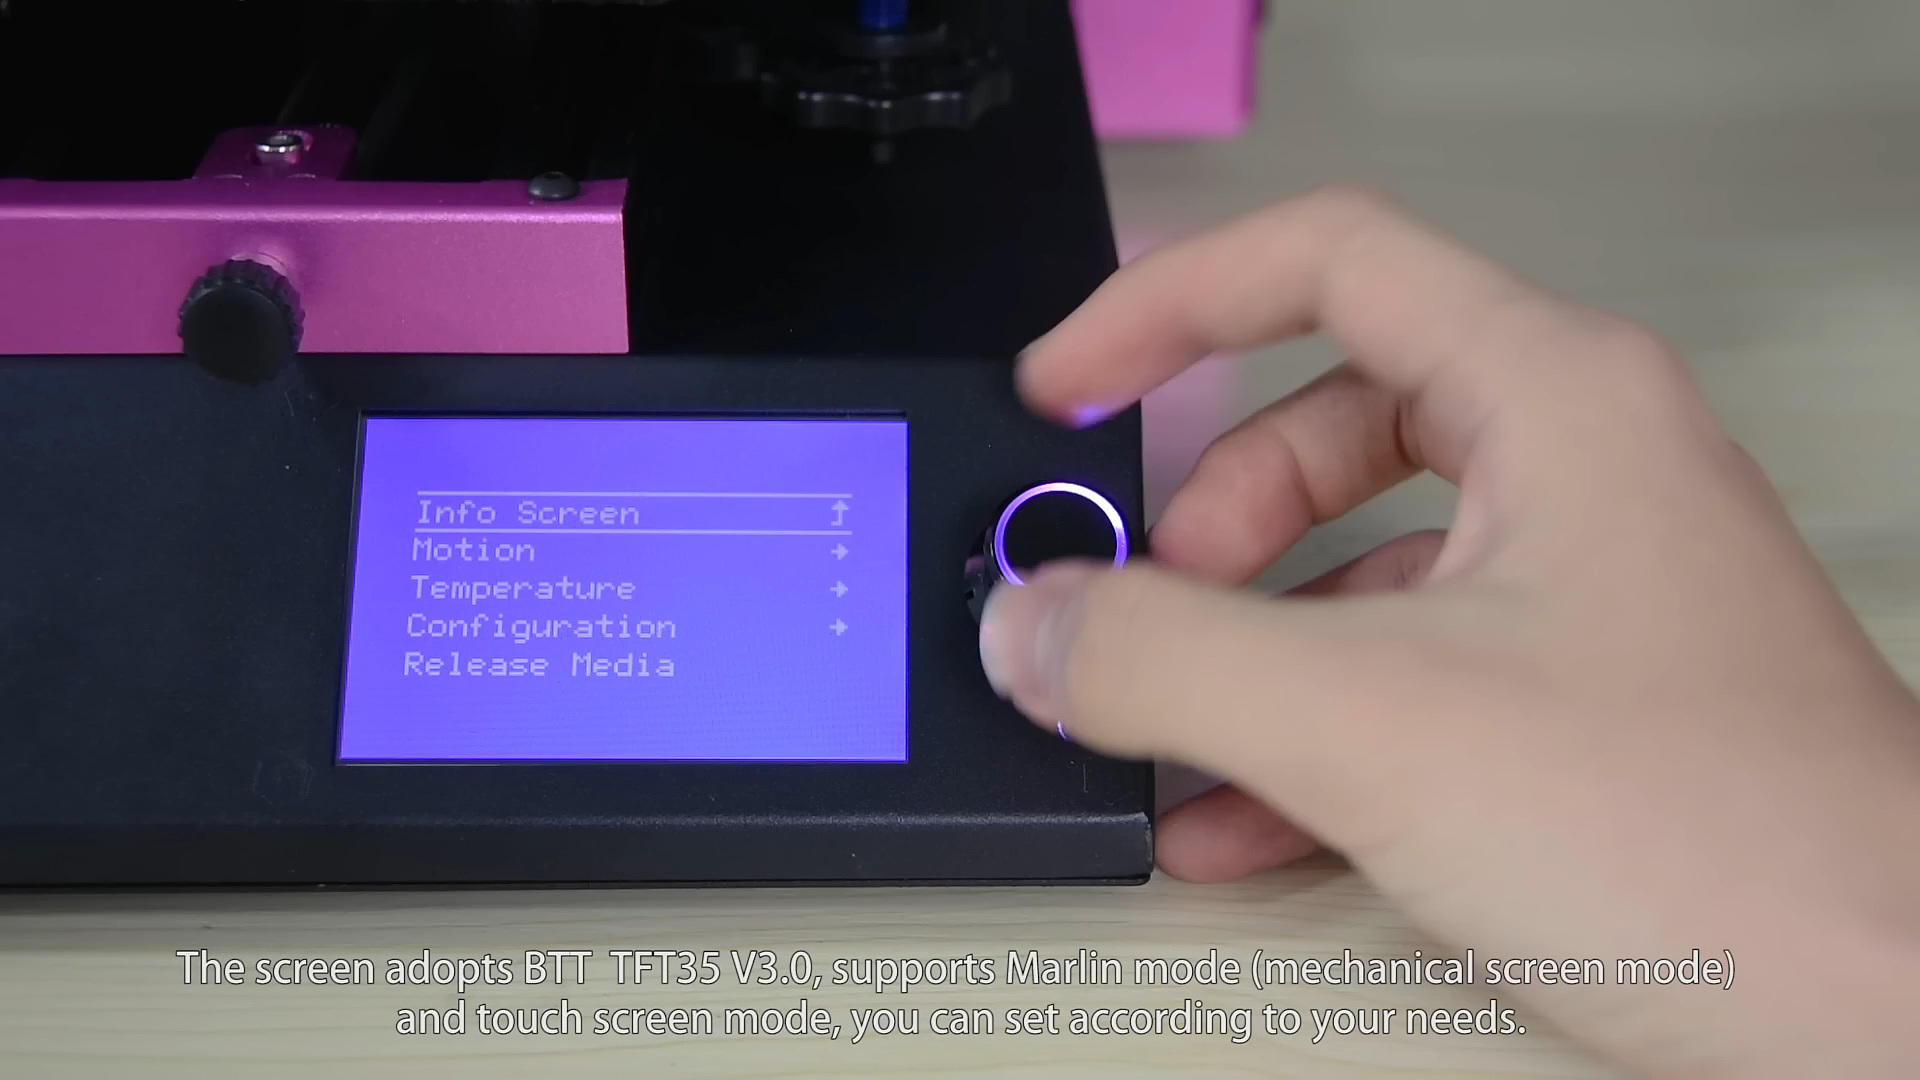 Info Screen
Motion
Temperature
Configuration
Release Media
The screen adopts BTT TFT35 V3.0, supports Marlin mode (mechanical screen mode)
and touch screen mode, you can set according to your needs.